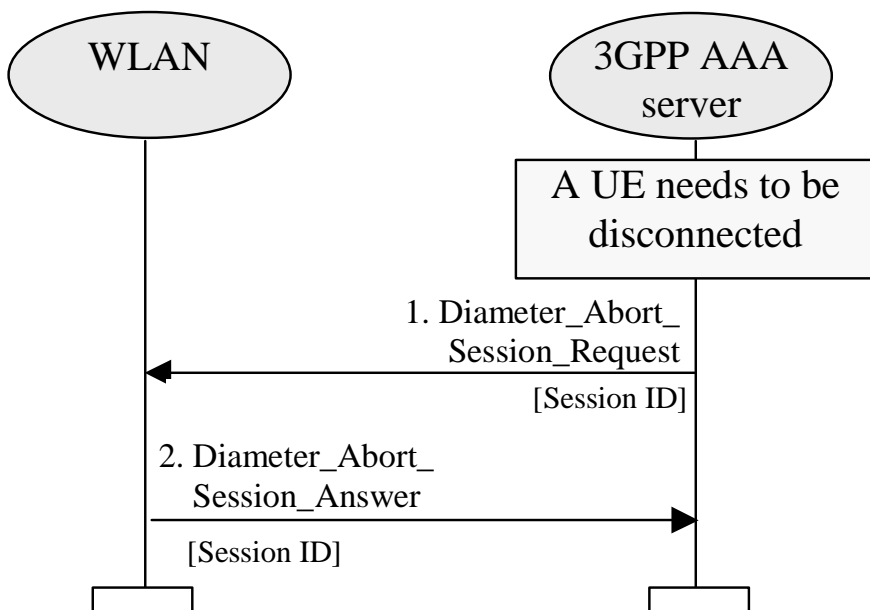 WLAN
3GPP AAA
server
A UE needs to be
disconnected
1. Diameter_Abort_
Session_Request
[Session ID]
2. Diameter_Abort_
Session_Answer
[Session ID]